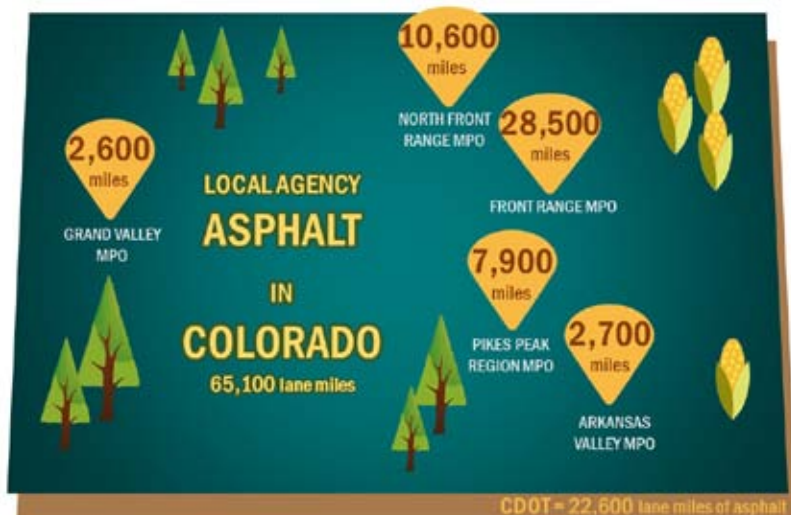 10,600
miles
NORTH FRONT
RANGE MPO
28,500
miles
FRONT RANGE MPO
2,600
miles
GRAND VALLEY
MPO
LOCAL AGENCY
ASPHALT
IN
COLORADO
65,100 lane miles
7,900
miles
PIKES PEAK
REGION MPO
2,700
miles
ARKANSAS
VALLEY MPO
CDOT = 22,600 lane miles of asphalt